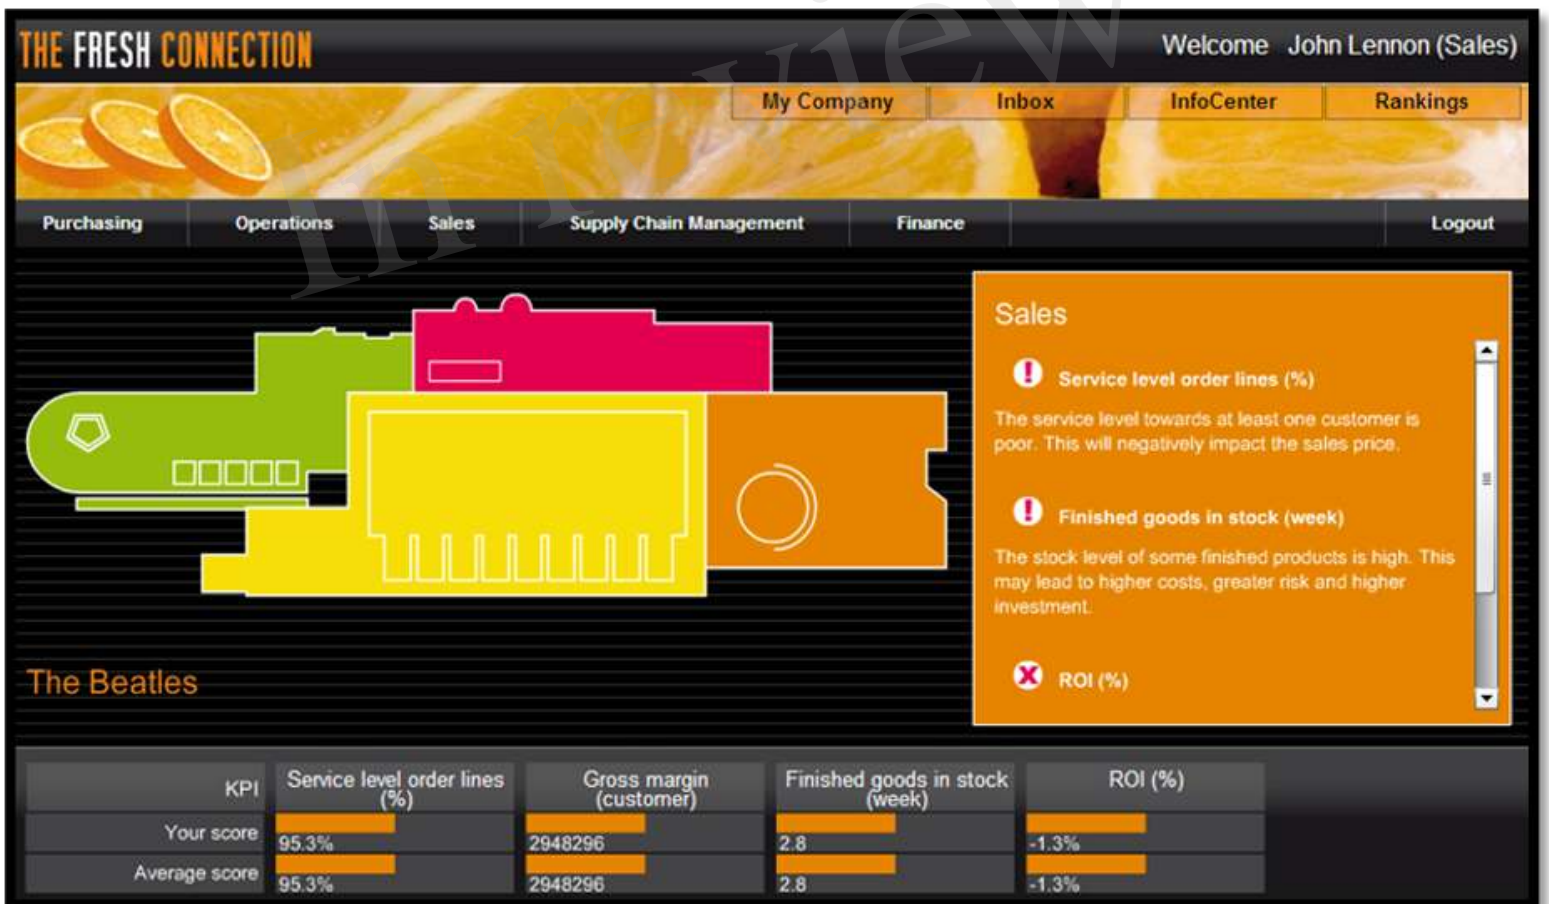 THE FRESH CONNECTION
Welcome John Lennon (Sales)
My Company Inbox InfoCenter Rankings
Purchasing Operations Sales Supply Chain Management Finance Logout
In review
Sales
Service level order lines (%)
The service level towards at least one customer is
poor. This will negatively impact the sales price.
Finished goods in stock (week)
The stock level of some finished products is high. This
may lead to higher costs, greater risk and higher
investment.
ROI (%)
The Beatles
KPI
Service level order lines
(%)
Gross margin
(customer)
Finished goods in stock
(week)
ROI (%)
Your score 95.3% 2948296 2.8 -1.3%
Average score 95.3% 2948296 2.8 -1.3%